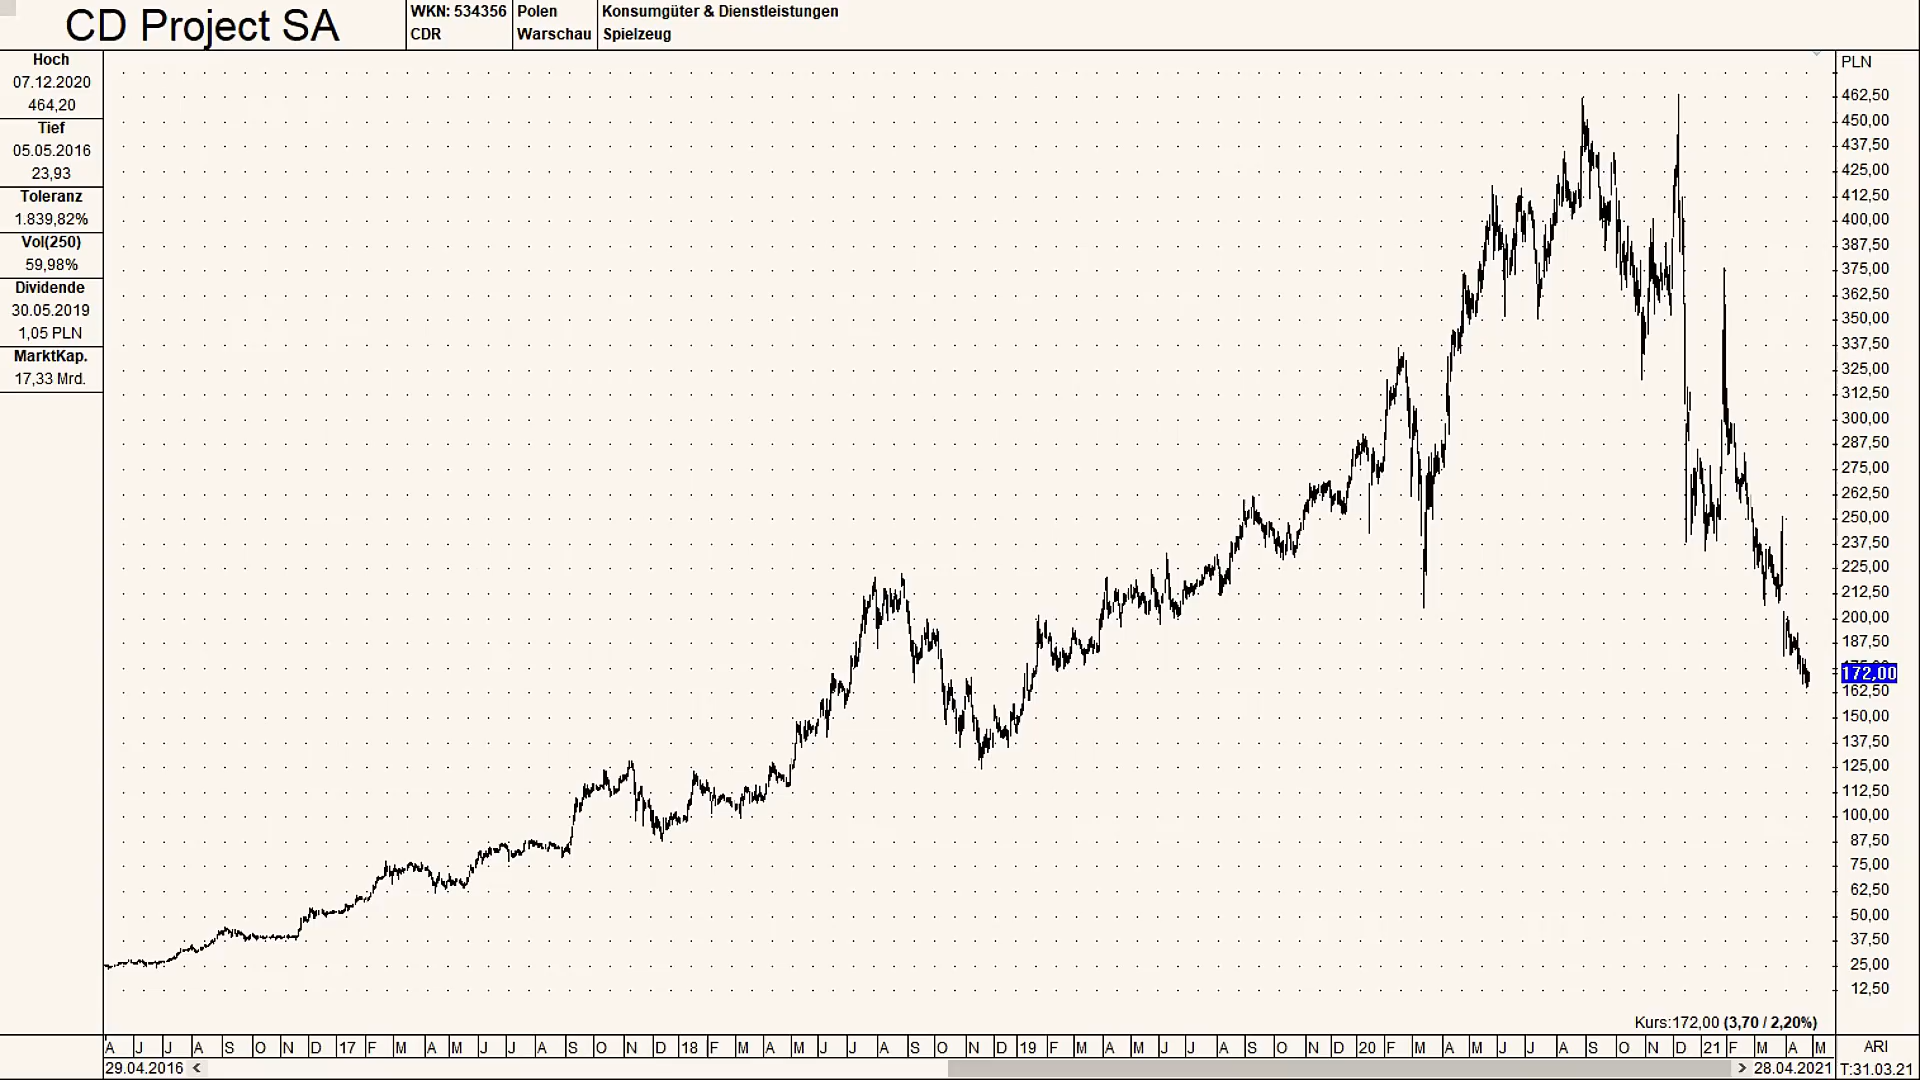 CD Project SA
WKN: 534356
CDR
Polen
Warschau
Konsumgüter & Dienstleistungen
Spielzeug
Hoch
07.12.2020
464,20
Tief
05.05.2016
23,93
Toleranz
1.839,82%
Vol(250)
59,98%
Dividende
30.05.2019
1,05 PLN
MarktKap.
17,33 Mrd.
PLN
462,50
450,00
437,50
425,00
412,50
400,00
387,50
375,00
362,50
350,00
337,50
325,00
312,50
300,00
287,50
275,00
262,50
250,00
237,50
225,00
212,50
200,00
187,50
172,00
162,50
150,00
137,50
125,00
112,50
100,00
87,50
75,00
62,50
50,00
37,50
25,00
12,50
Kurs:172,00 (3,70 / 2,20%)
A J J A S O N D 17 F M A M J J A S O N D 18 F M A M J J A S O N D 19 F M A M J J A S O N D 20 F M A M J J A S O N D 21 F M A M
ARI
29.04.2016 <
> 28.04.2021
T:31.03.21